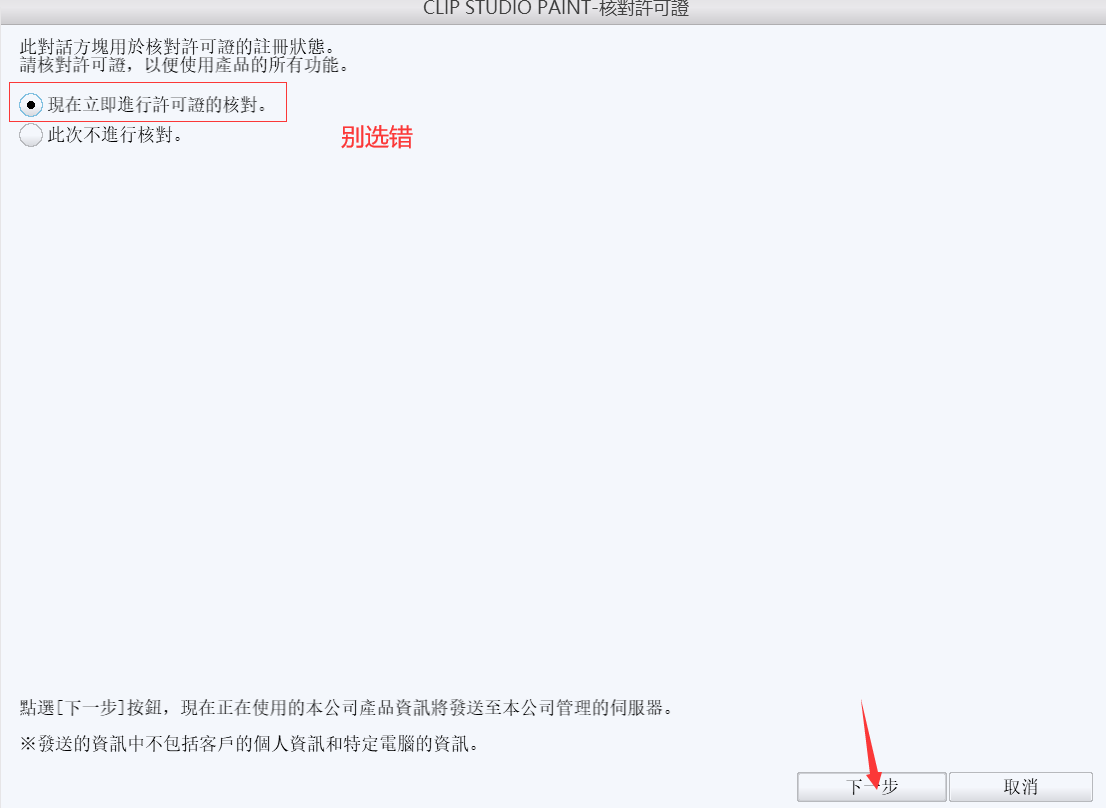 CLIP STUDIO PAINT-核對許可證
此對話方塊用於核對許可證的註冊狀態。
請核對許可證，以便使用產品的所有功能。
現在立即進行許可證的核對。
此次不進行核對。
别选错
點選[下一步]按鈕，現在正在使用的本公司產品資訊將發送至本公司管理的伺服器。
※發送的資訊中不包括客戶的個人資訊和特定電腦的資訊。
下一步
取消